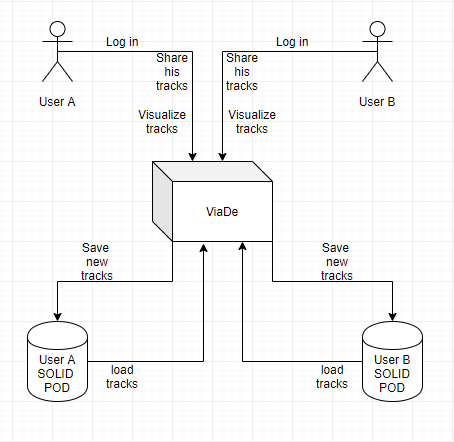 Log in
Log in
Share
his
tracks
Share
his
tracks
Visualize
tracks
Visualize
tracks
User A
User B
ViaDe
Save
new
tracks
Save
new
tracks
User A
SOLID
POD
load
tracks
load
tracks
User B
SOLID
POD